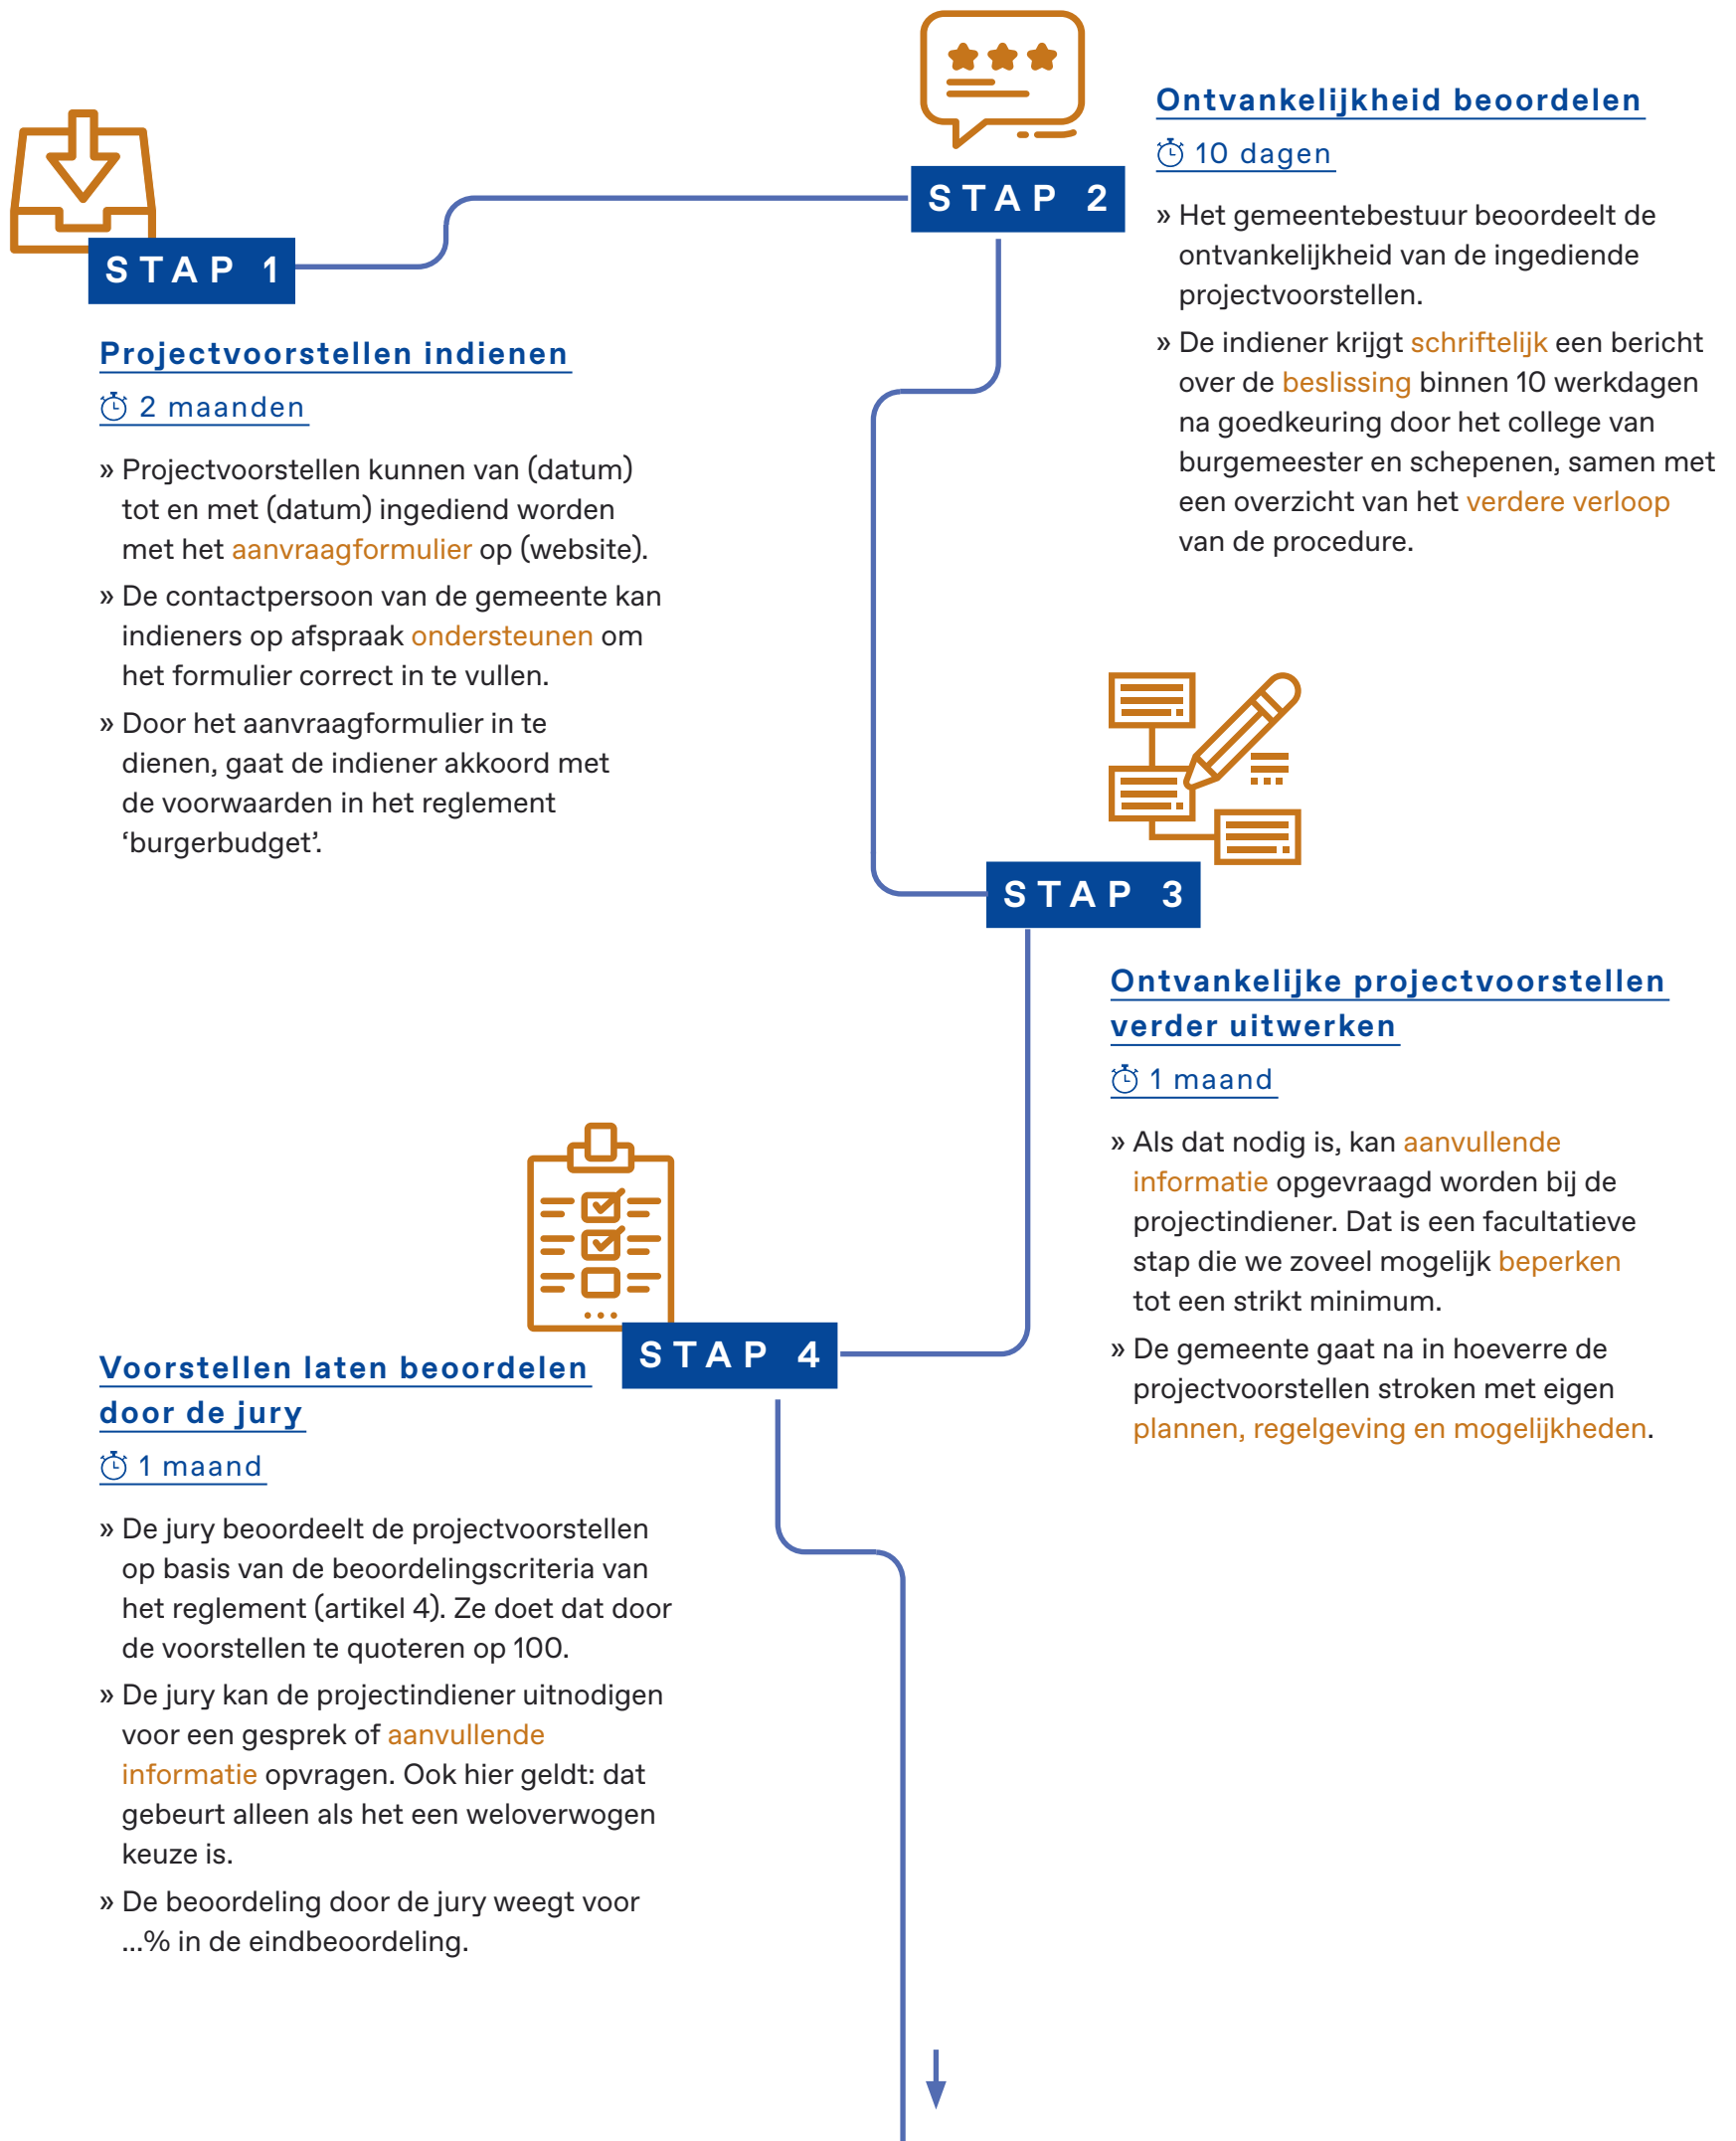 STAP 1
Projectvoorstellen indienen
2 maanden
» Projectvoorstellen kunnen van (datum)
tot en met (datum) ingediend worden
met het aanvraagformulier op (website).
» De contactpersoon van de gemeente kan
indieners op afspraak ondersteunen om
het formulier correct in te vullen.
» Door het aanvraagformulier in te
dienen, gaat de indiener akkoord met
de voorwaarden in het reglement
‘burgerbudget’.
STAP 2
Ontvankelijkheid beoordelen
10 dagen
» Het gemeentebestuur beoordeelt de
ontvankelijkheid van de ingediende
projectvoorstellen.
» De indiener krijgt schriftelijk een bericht
over de beslissing binnen 10 werkdagen
na goedkeuring door het college van
burgemeester en schepenen, samen met
een overzicht van het verdere verloop
van de procedure.
STAP 3
Ontvankelijke projectvoorstellen
verder uitwerken
1 maand
» Als dat nodig is, kan aanvullende
informatie opgevraagd worden bij de
projectindiener. Dat is een facultatieve
stap die we zoveel mogelijk beperken
tot een strikt minimum.
» De gemeente gaat na in hoeverre de
projectvoorstellen stroken met eigen
plannen, regelgeving en mogelijkheden.
STAP 4
Voorstellen laten beoordelen
door de jury
1 maand
» De jury beoordeelt de projectvoorstellen
op basis van de beoordelingscriteria van
het reglement (artikel 4). Ze doet dat door
de voorstellen te quoteren op 100.
» De jury kan de projectindiener uitnodigen
voor een gesprek of aanvullende
informatie opvragen. Ook hier geldt: dat
gebeurt alleen als het een weloverwogen
keuze is.
» De beoordeling door de jury weegt voor
...% in de eindbeoordeling.